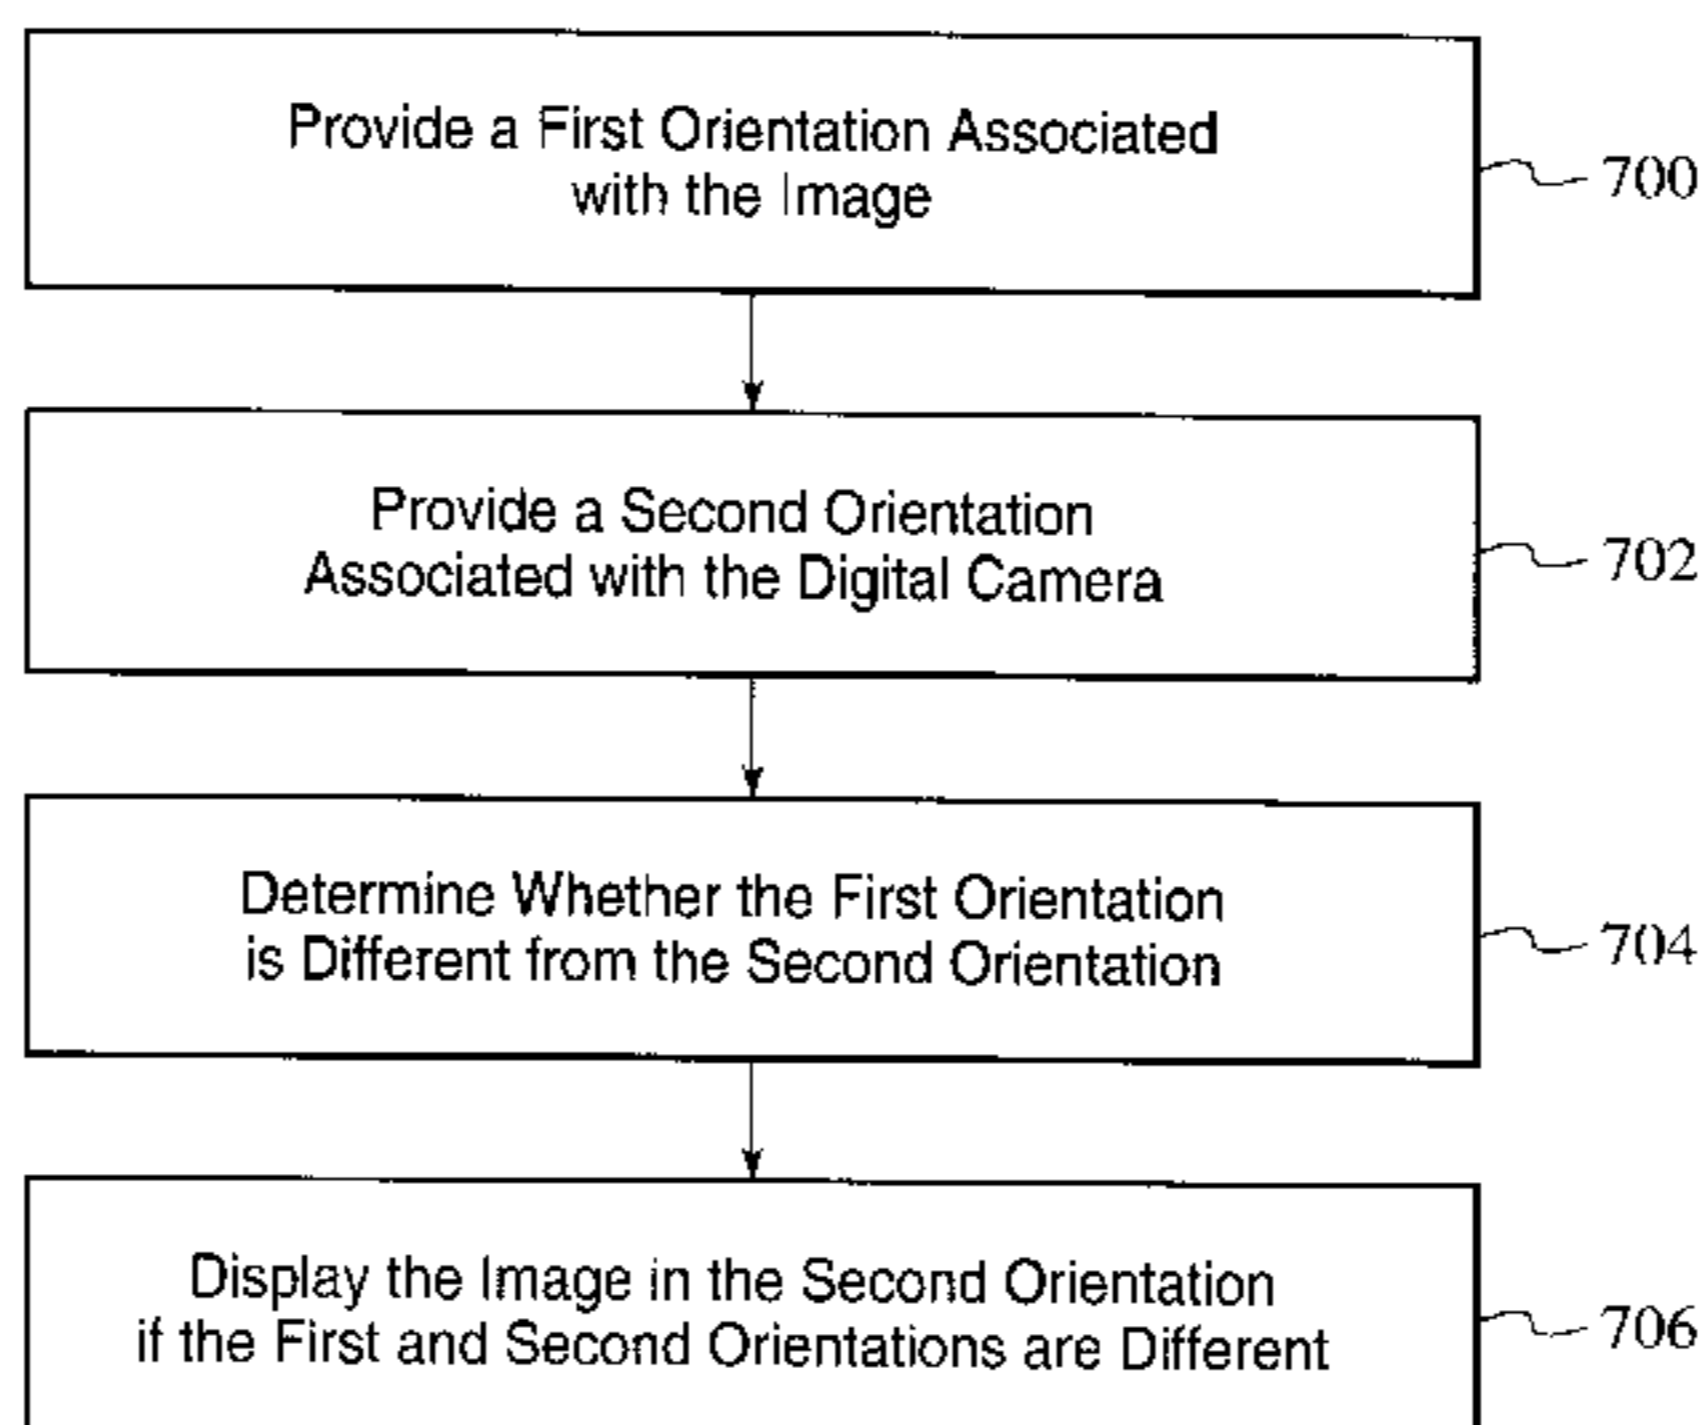 Provide a First Orientation Associated
with the Image
700
Provide a Second Orientation
Associated with the Digital Camera
702
Determine Whether the First Orientation
is Different from the Second Orientation
704
Display the Image in the Second Orientation
if the First and Second Orientations are Different
706